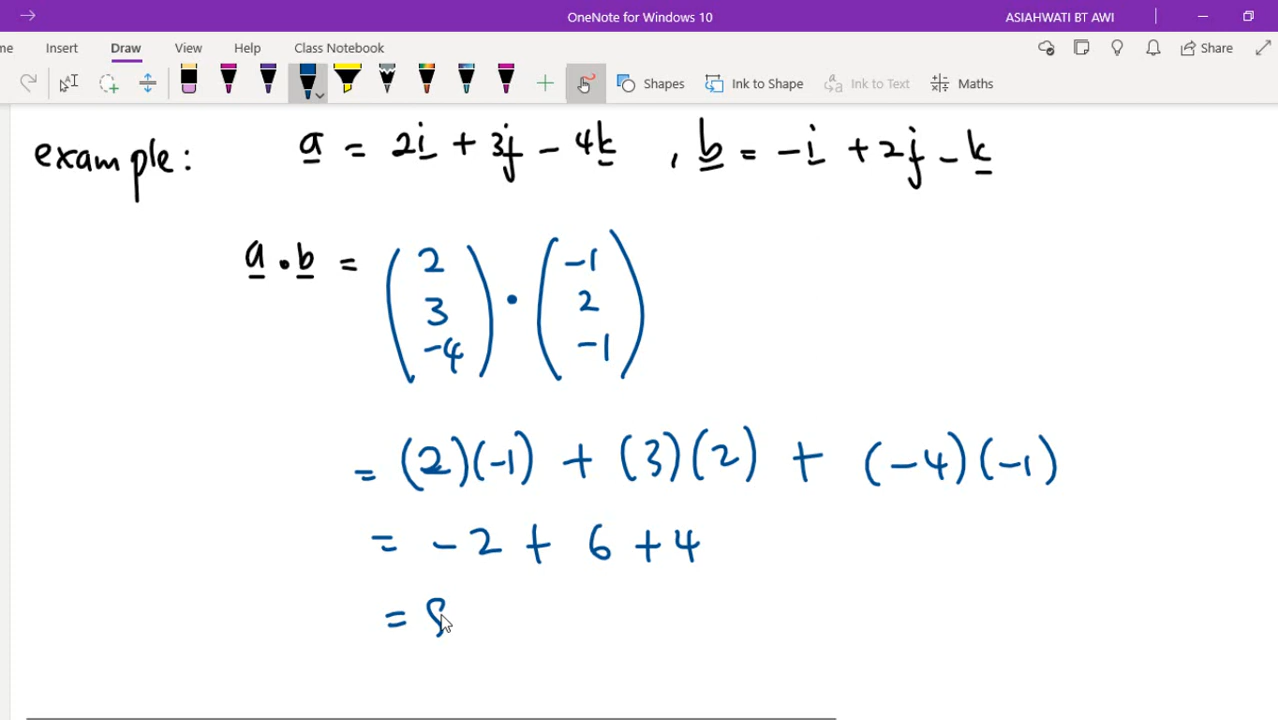 OneNote for Windows 10 ASIAHWATI BT AWI
me Insert Draw View Help Class Notebook Share
Shapes Ink to Shape Ink to Text Maths
example: a = 2i + 3j - 4k , b = -i + 2j - k
a • b = ( 2 3 -4 ) • ( -1 2 -1 )
= (2)(-1) + (3)(2) + (-4)(-1)
= -2 + 6 + 4
= 8